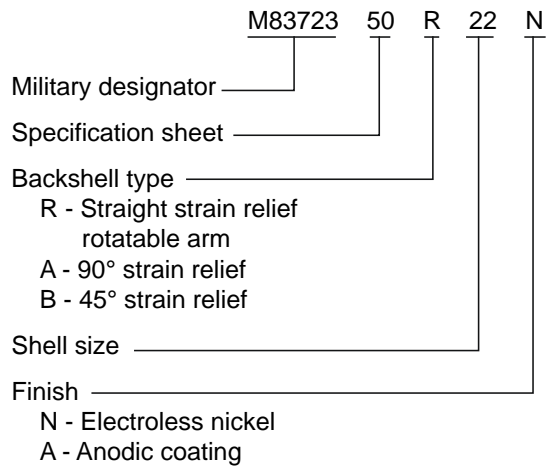 M83723 50 R 22 N
Military designator
Specification sheet
Backshell type
R - Straight strain relief
rotatable arm
A - 90° strain relief
B - 45° strain relief
Shell size
Finish
N - Electroless nickel
A - Anodic coating